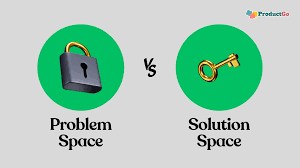 ProductGo
VS
Problem
Space
Solution
Space